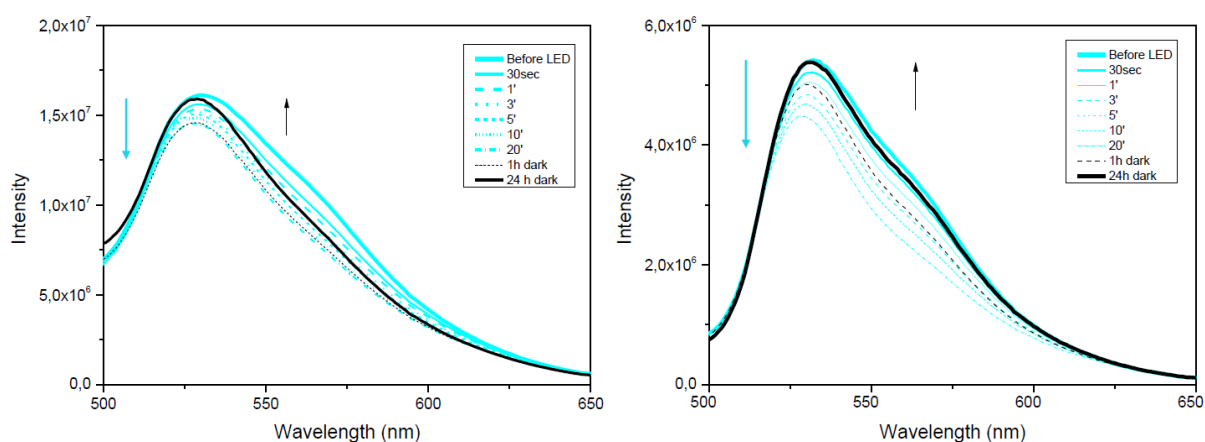 2,0x10⁷
1,5x10⁷
1,0x10⁷
5,0x10⁶
0,0
Intensity
500
550
600
650
Wavelength (nm)
Before LED
30sec
1'
3'
5'
10'
20'
1h dark
24 h dark
6,0x10⁶
4,0x10⁶
2,0x10⁶
0,0
Intensity
500
550
600
650
Wavelength (nm)
Before LED
30sec
1'
3'
5'
10'
20'
1h dark
24h dark